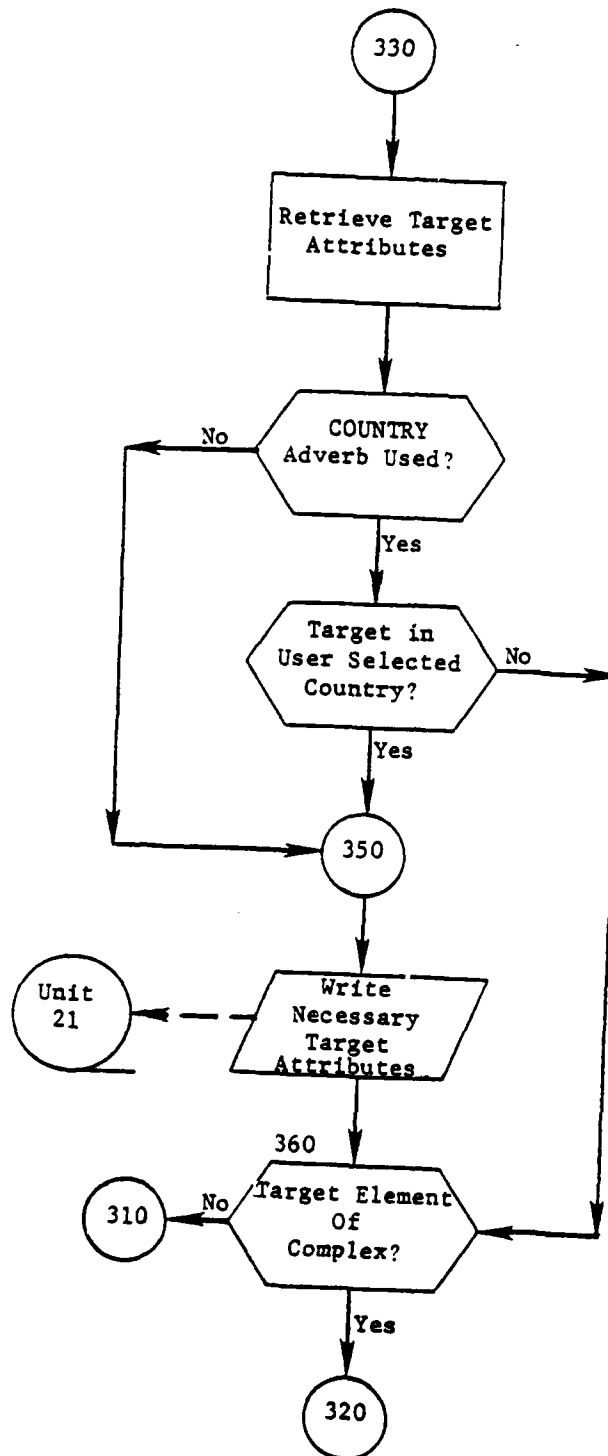 330
Retrieve Target
Attributes
COUNTRY
Adverb Used?
No
Yes
Target in
User Selected
Country?
No
Yes
350
Unit
21
Write
Necessary
Target
Attributes
360
Target Element
Of
Complex?
No
310
Yes
320